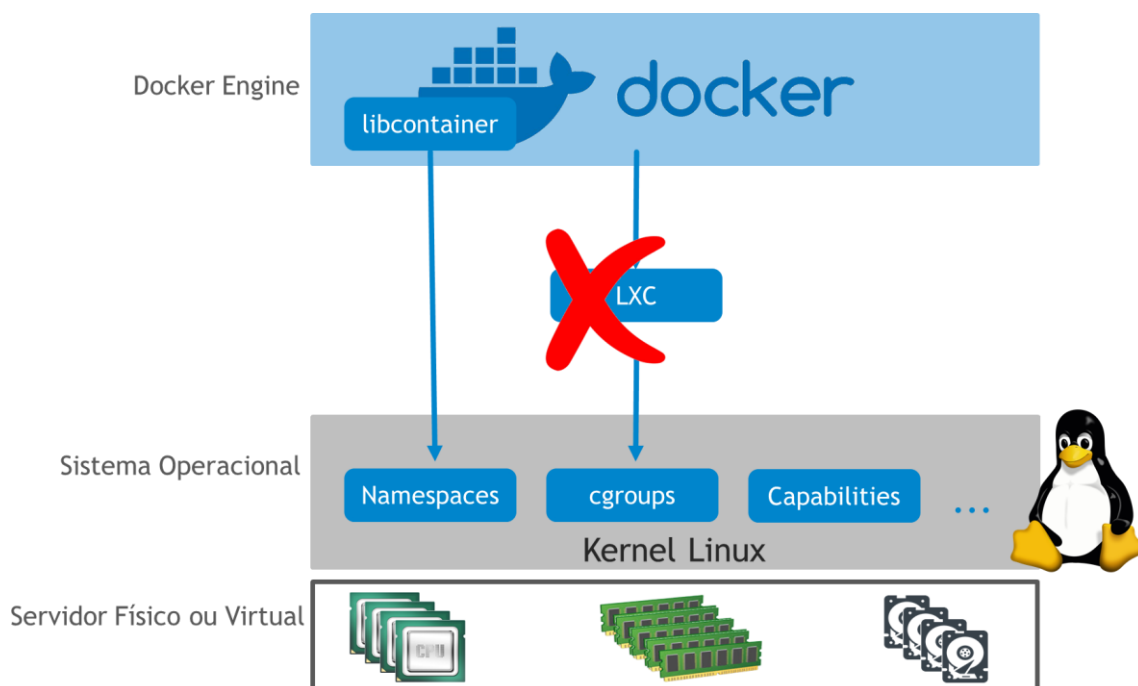 Docker Engine
docker
libcontainer
LXC
Sistema Operacional
Namespaces
cgroups
Capabilities
...
Kernel Linux
Servidor Físico ou Virtual
CPU